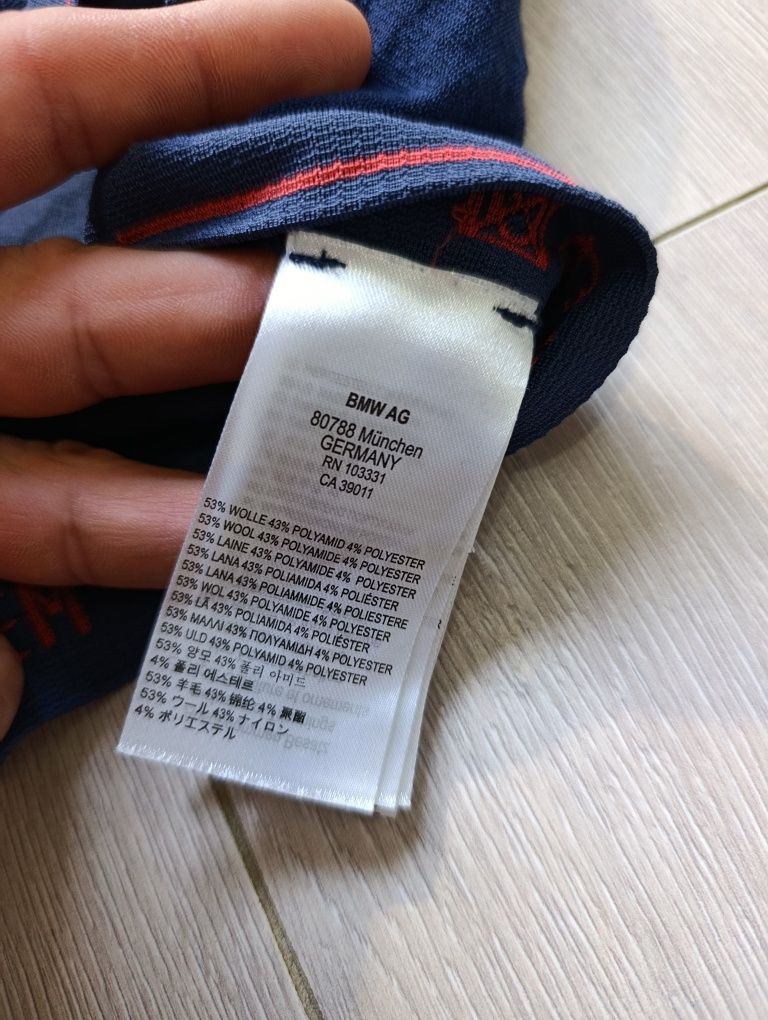 BMW AG
80788 München
GERMANY
RN 103331
CA 39011
53% WOLLE 43% POLYAMID 4% POLYESTER
53% WOOL 43% POLYAMIDE 4% POLYESTER
53% LAINE 43% POLYAMIDE 4% POLYESTER
53% LANA 43% POLIAMIDA 4% POLIÉSTER
53% LANA 43% POLIAMMIDE 4% POLIESTERE
53% WOL 43% POLYAMIDE 4% POLYESTER
53% LÃ 43% POLIAMIDA 4% POLIÉSTER
53% ΜΑΛΛΙ 43% ΠΟΛΥΑΜΙΔΗ 4% POLYESTER
53% ULD 43% POLYAMID 4% POLYESTER
53% 양모 43% 폴리 아미드
4% 폴리 에스테르
53% 羊毛 43% 锦纶 4% 聚酯
53% ウール 43% ナイロン
4% ポリエステル